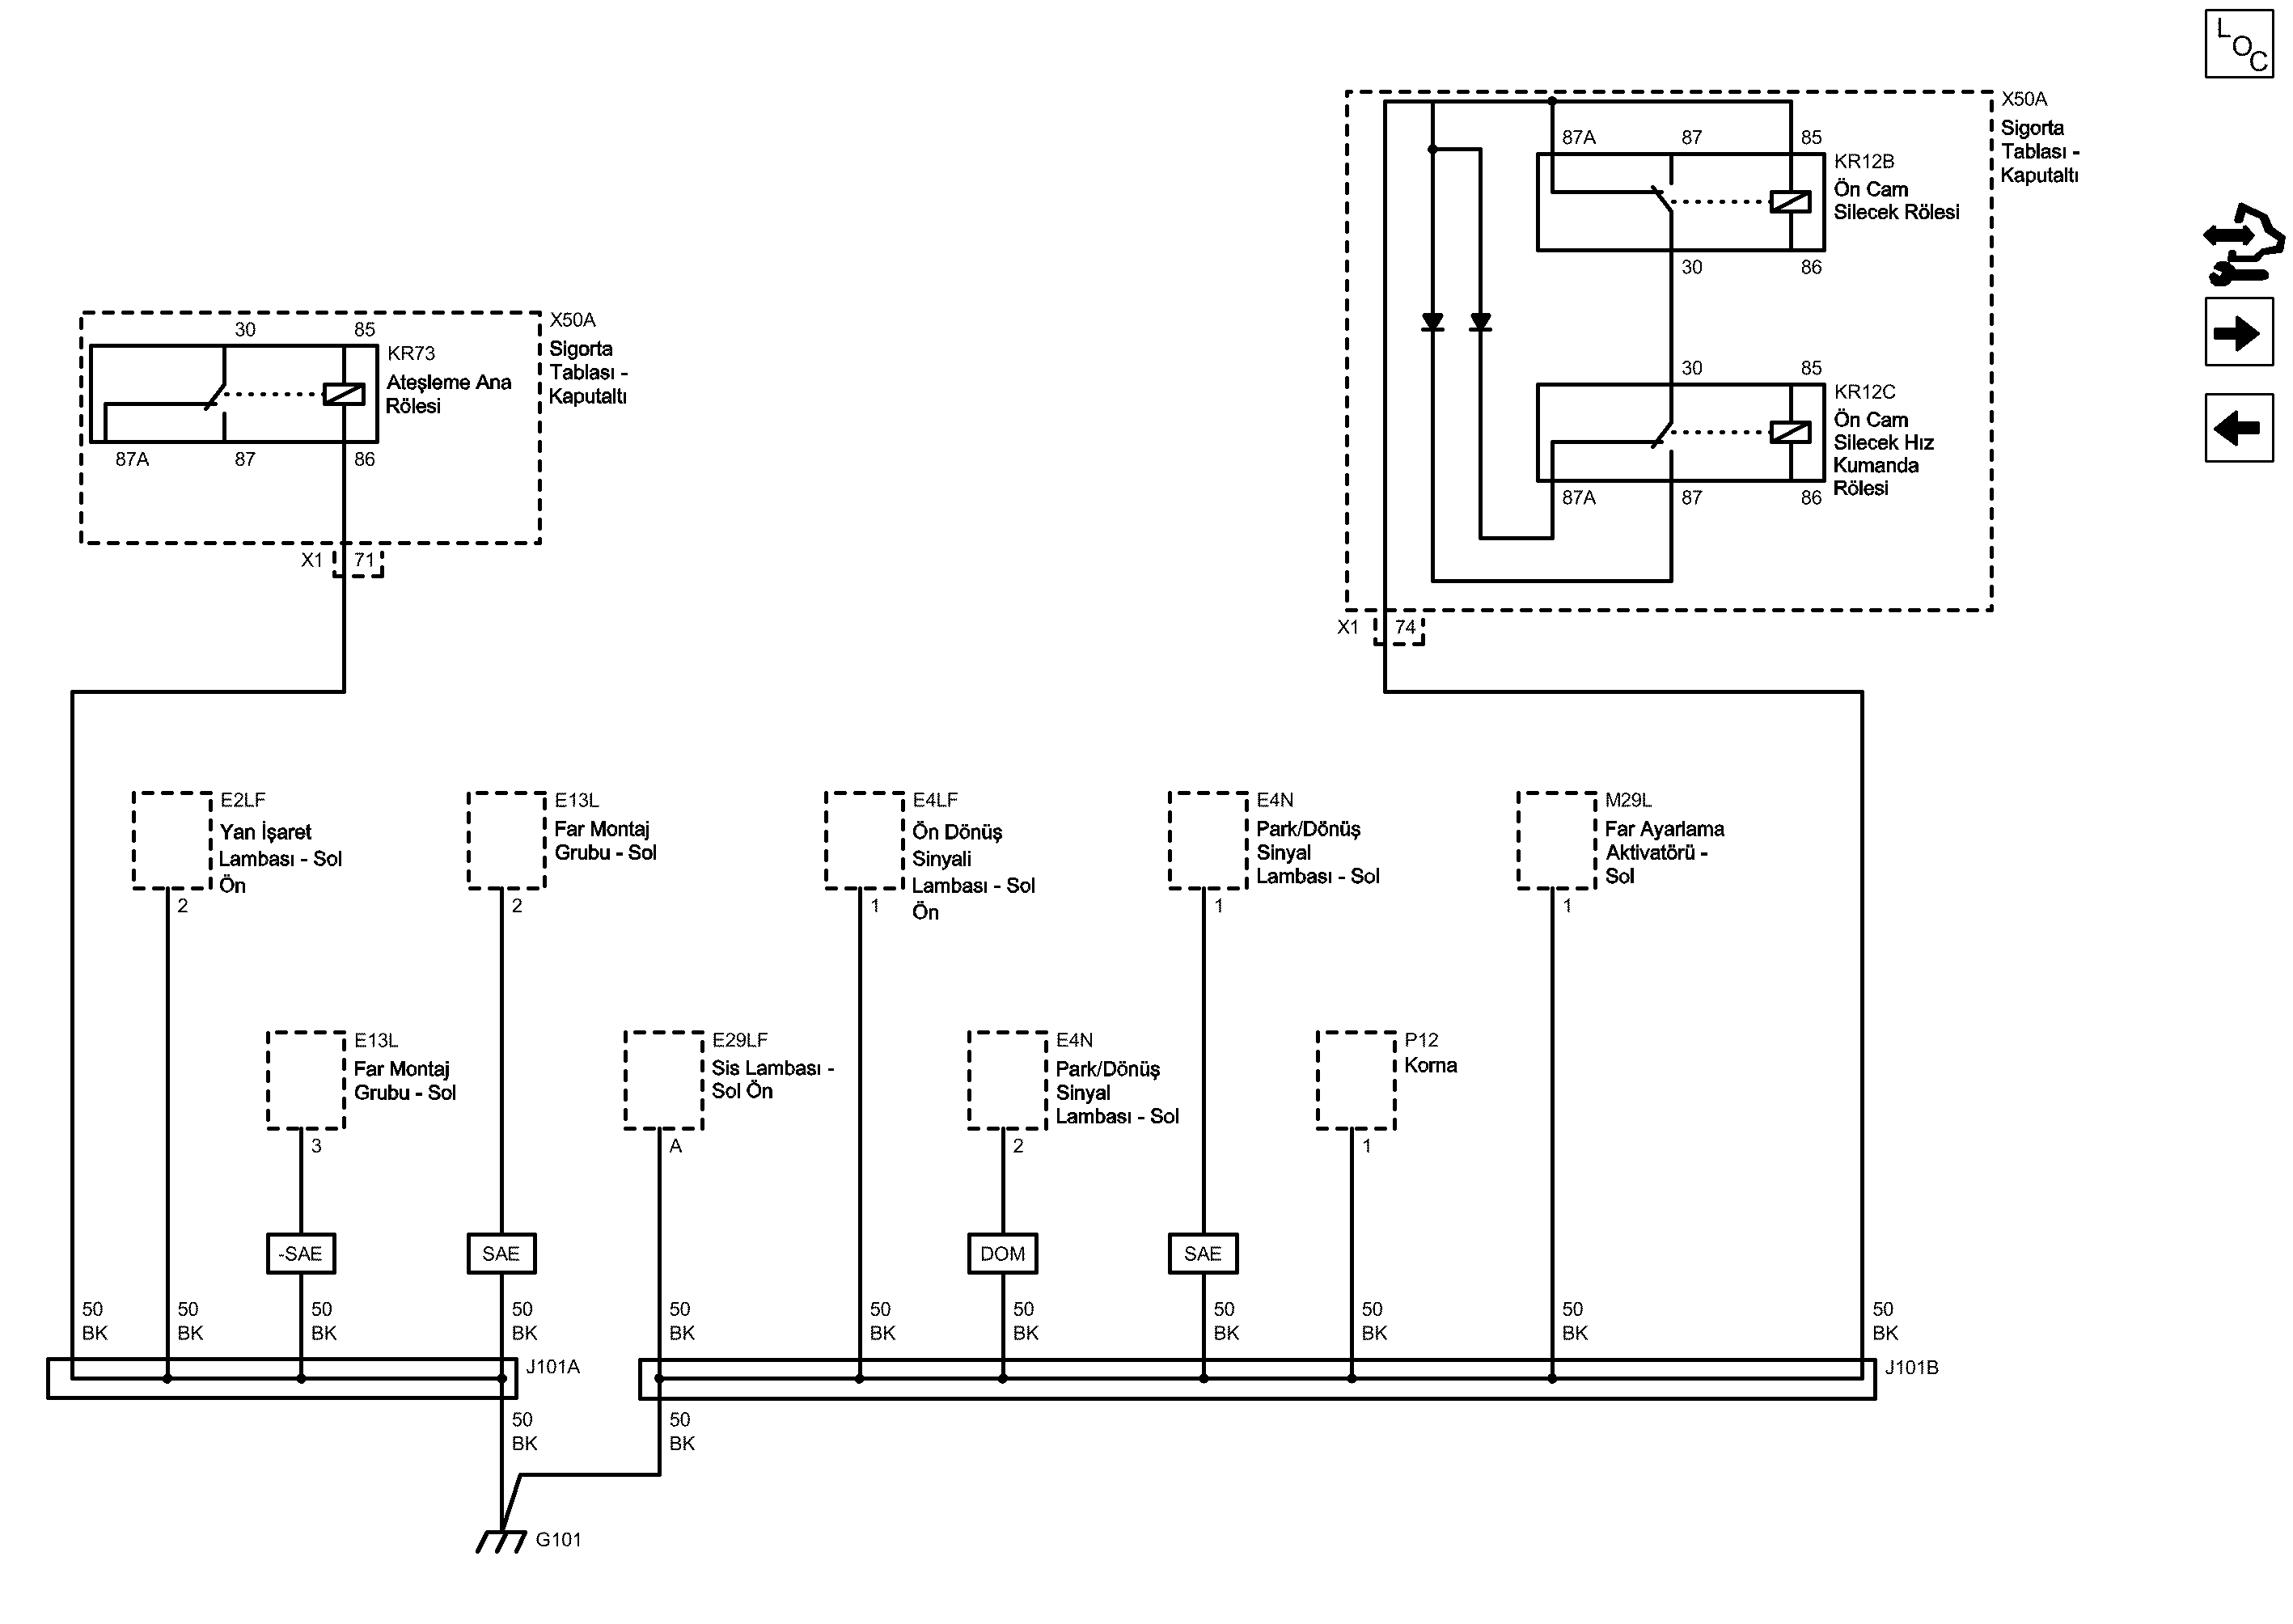 LOC
X50A
Sigorta
Tablası -
Kaputaltı
87A 87 85
KR12B
Ön Cam
Silecek Rölesi
30 86
30 85
KR12C
Ön Cam
Silecek Hız
Kumanda
Rölesi
87A 87 86
X1 74
X50A
Sigorta
Tablası -
Kaputaltı
30 85
KR73
Ateşleme Ana
Rölesi
87A 87 86
X1 71
E2LF
Yan İşaret
Lambası - Sol
Ön
2
E13L
Far Montaj
Grubu - Sol
2
E4LF
Ön Dönüş
Sinyali
Lambası - Sol
Ön
1
E4N
Park/Dönüş
Sinyal
Lambası - Sol
1
M29L
Far Ayarlama
Aktivatörü -
Sol
1
E13L
Far Montaj
Grubu - Sol
3
E29LF
Sis Lambası -
Sol Ön
A
E4N
Park/Dönüş
Sinyal
Lambası - Sol
2
P12
Korna
1
-SAE SAE DOM SAE
50 50 50 50 50 50 50 50 50 50 50
BK BK BK BK BK BK BK BK BK BK BK
J101A J101B
50 50
BK BK
G101